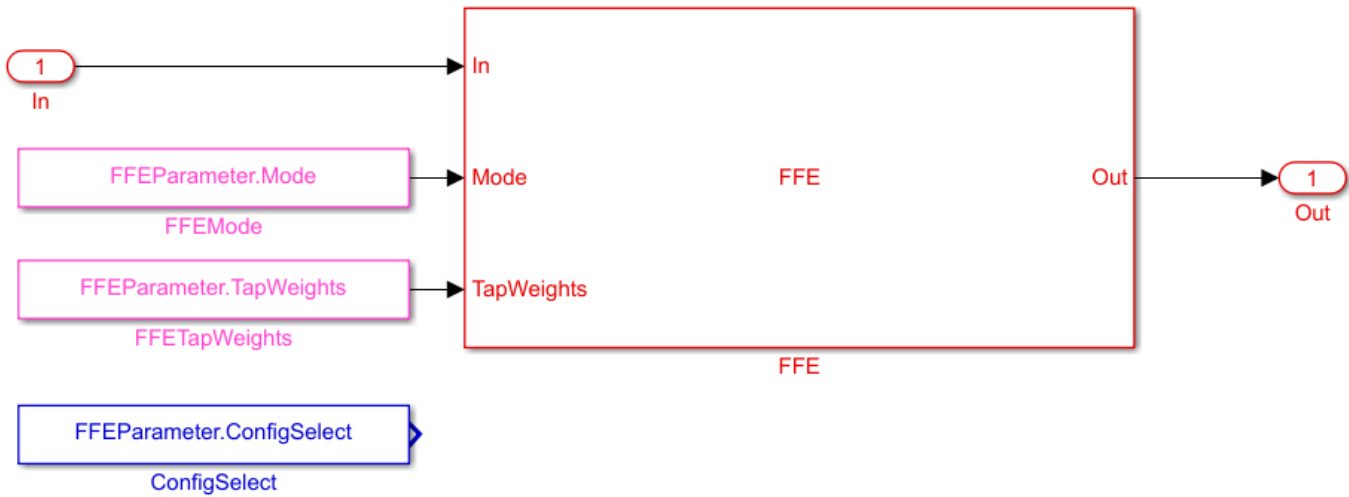 1
In
FFEParameter.Mode
FFEMode
FFEParameter.TapWeights
FFETapWeights
FFEParameter.ConfigSelect
ConfigSelect
In
Mode
TapWeights
FFE
Out
FFE
1
Out